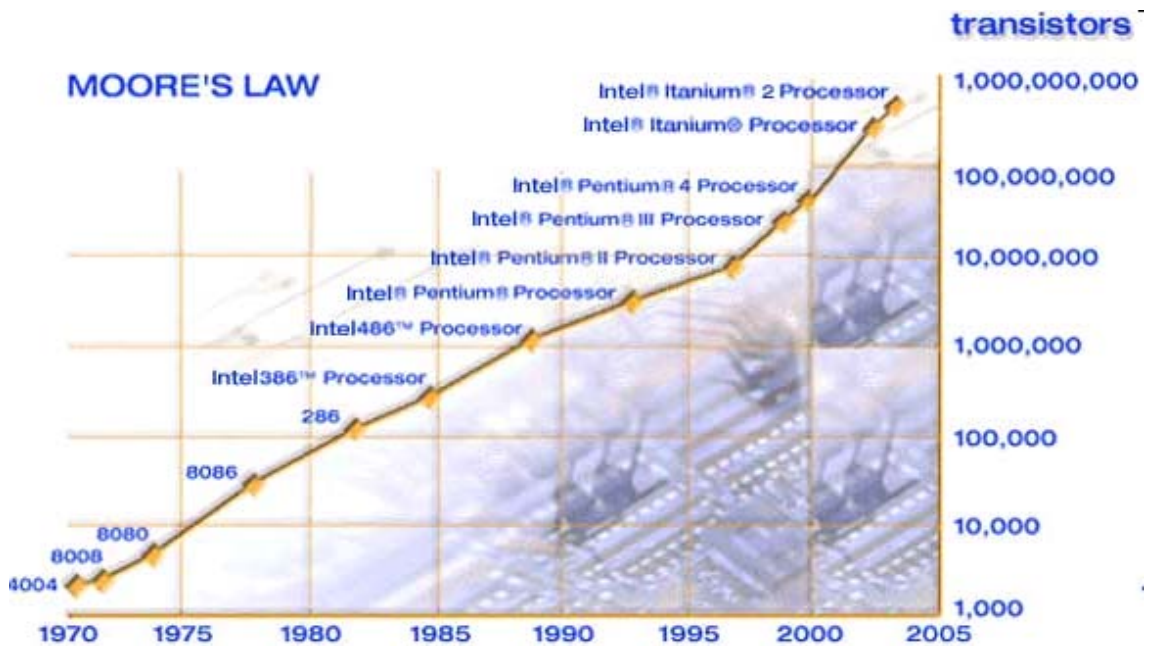 transistors
MOORE'S LAW
1,000,000,000
Intel® Itanium® 2 Processor
Intel® Itanium® Processor
100,000,000
Intel® Pentium® 4 Processor
Intel® Pentium® III Processor
10,000,000
Intel® Pentium® II Processor
Intel® Pentium® Processor
Intel486™ Processor
1,000,000
Intel386™ Processor
286
100,000
8086
8080
10,000
8008
4004
1,000
1970 1975 1980 1985 1990 1995 2000 2005